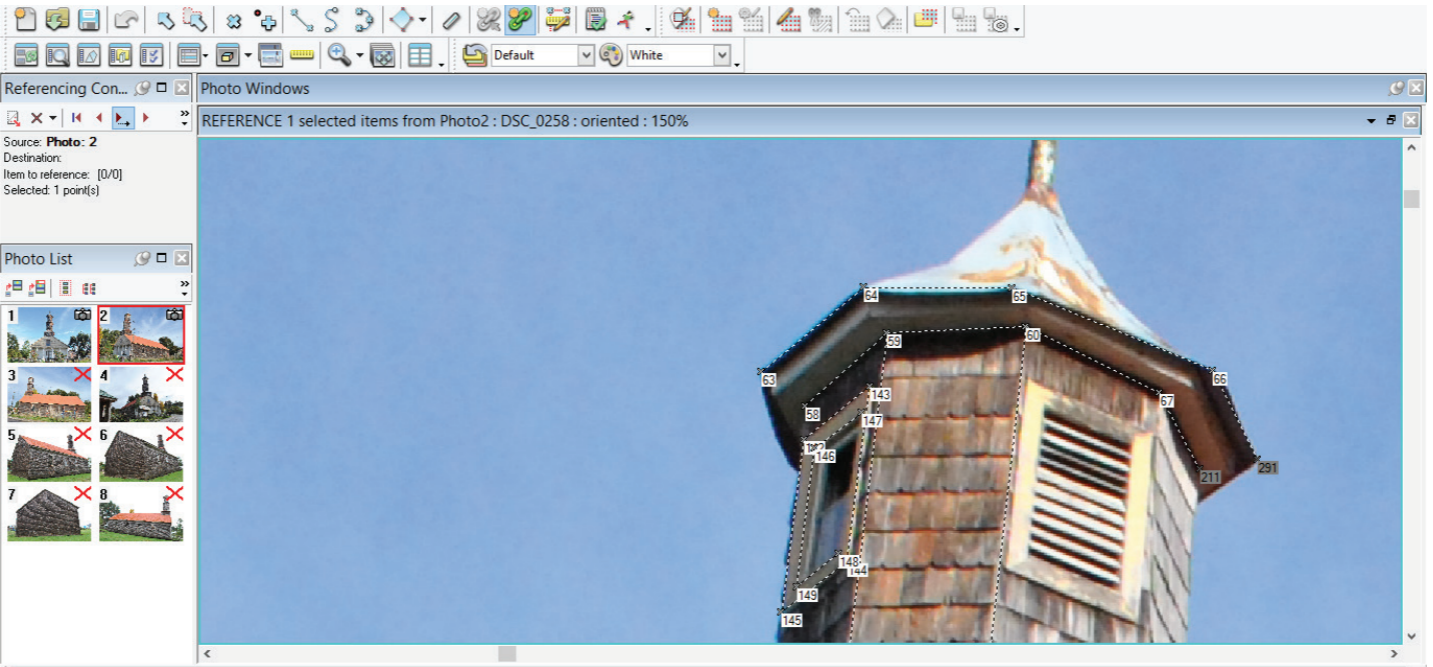 Default
White
Referencing Con...
Photo Windows
REFERENCE 1 selected items from Photo2 : DSC_0258 : oriented : 150%
Source: Photo: 2
Destination:
Item to reference: [0/0]
Selected: 1 point(s)
Photo List
1
2
3
4
5
6
7
8
64
65
59
60
63
66
143
67
58
147
146
291
211
148
144
149
145